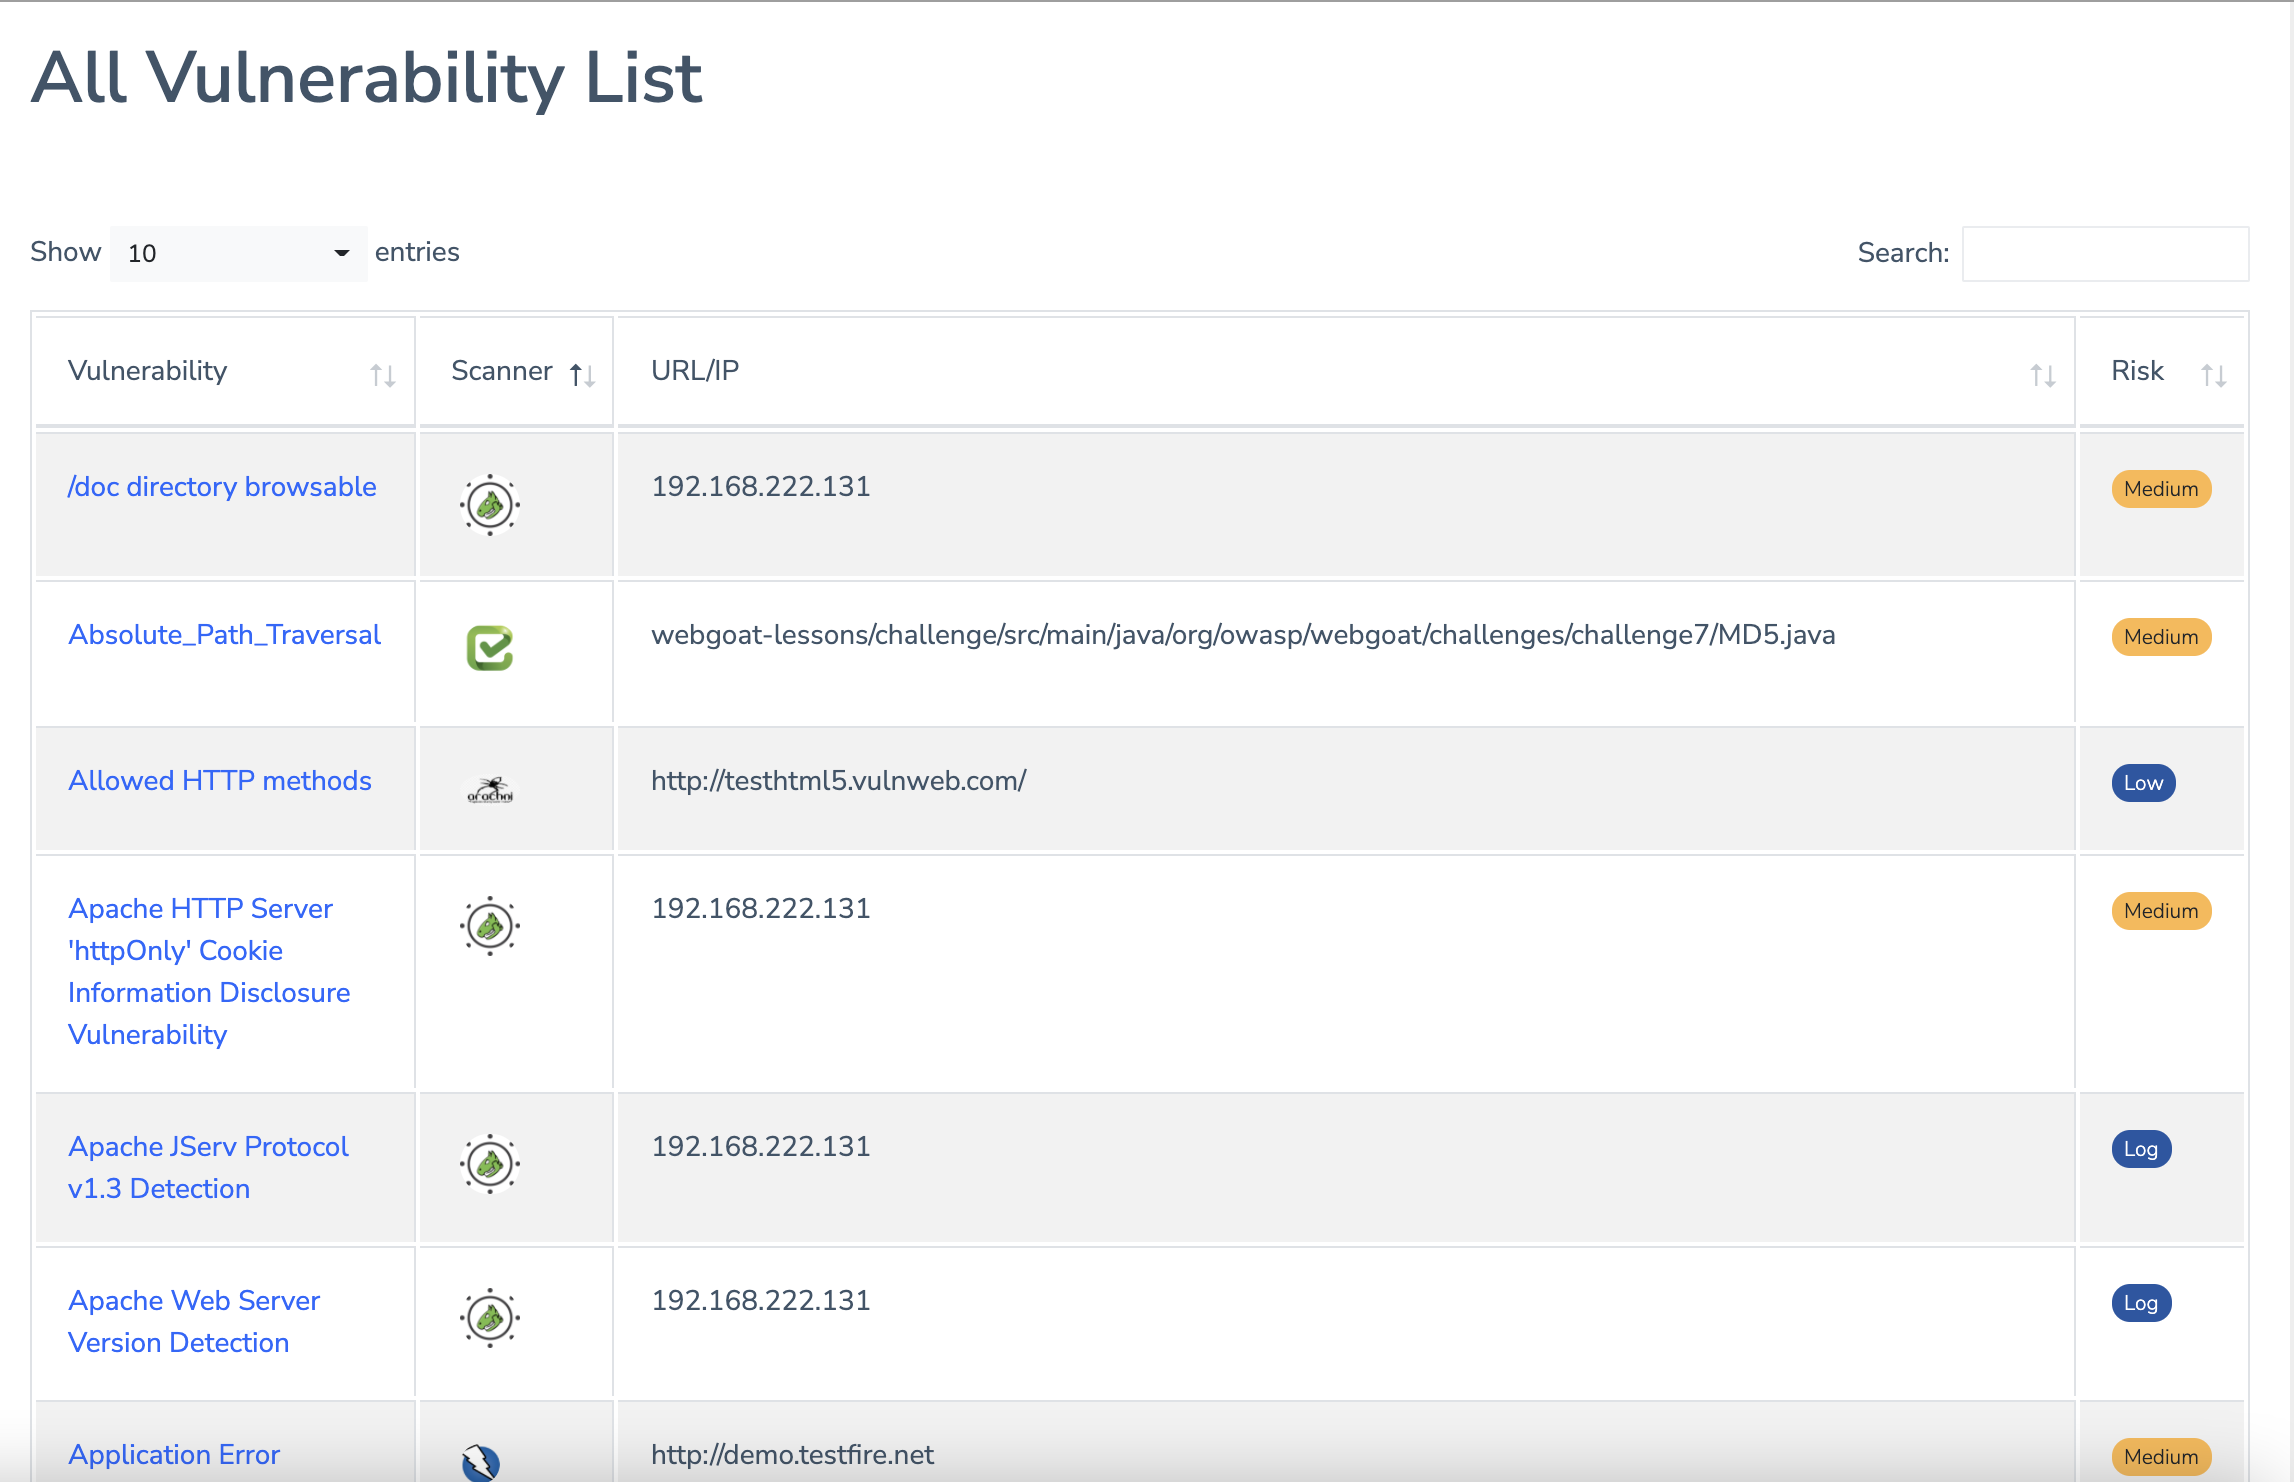 All Vulnerability List
Show 10 entries
Search:
Vulnerability Scanner URL/IP Risk
/doc directory browsable 192.168.222.131 Medium
Absolute_Path_Traversal webgoat-lessons/challenge/src/main/java/org/owasp/webgoat/challenges/challenge7/MD5.java Medium
Allowed HTTP methods arachni http://testhtml5.vulnweb.com/ Low
Apache HTTP Server 192.168.222.131 Medium
'httpOnly' Cookie
Information Disclosure
Vulnerability
Apache JServ Protocol 192.168.222.131 Log
v1.3 Detection
Apache Web Server 192.168.222.131 Log
Version Detection
Application Error http://demo.testfire.net Medium